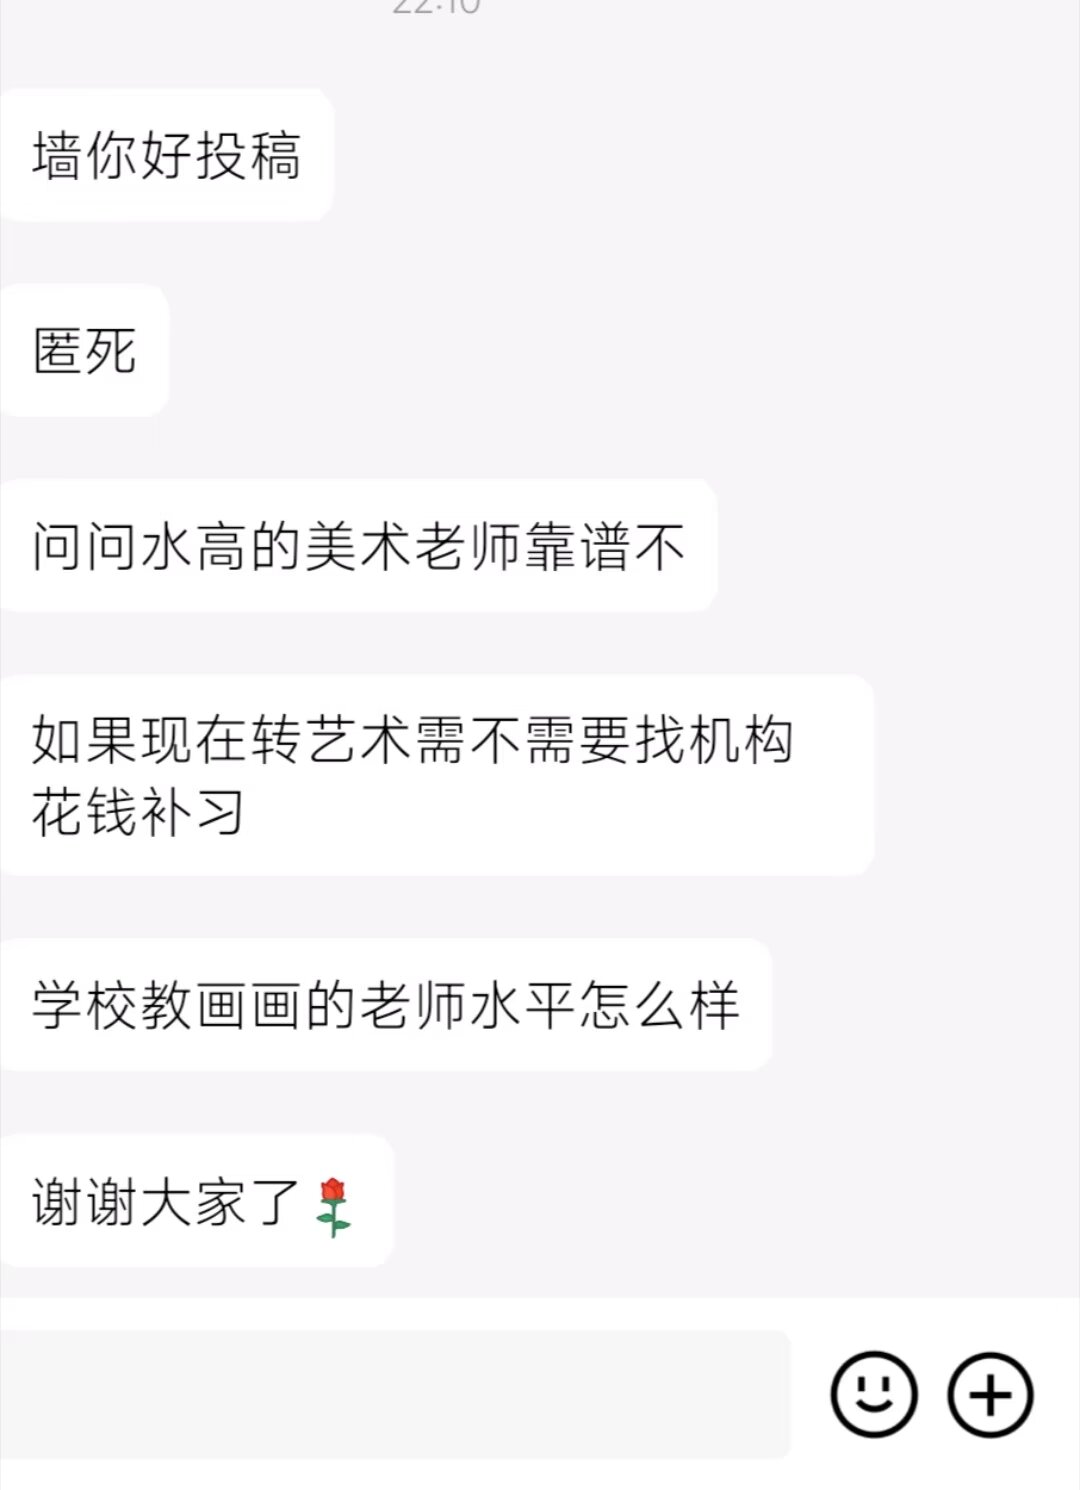 22:10
墙你好投稿
匿死
问问水高的美术老师靠谱不
如果现在转艺术需不需要找机构
花钱补习
学校教画画的老师水平怎么样
谢谢大家了🌹